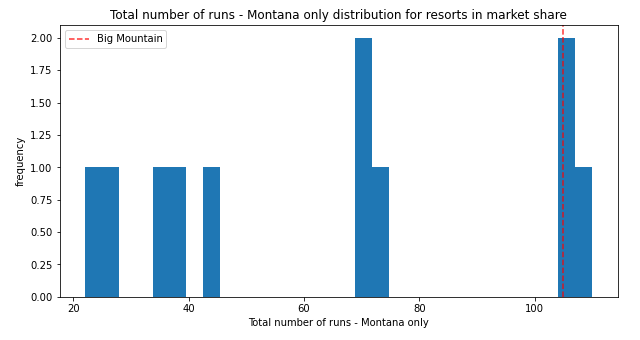 Total number of runs - Montana only distribution for resorts in market share
Big Mountain
2.00
1.75
1.50
1.25
1.00
0.75
0.50
0.25
0.00
frequency
20 40 60 80 100
Total number of runs - Montana only